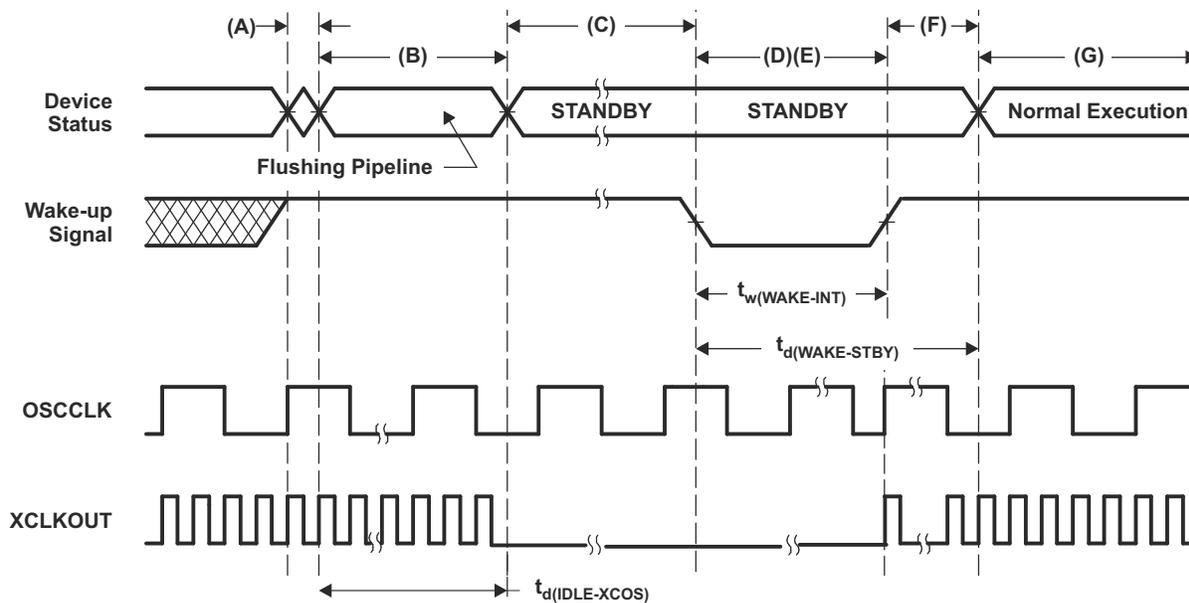 (A)
(C)
(F)
(B)
(D)(E)
(G)
Device
Status
STANDBY
STANDBY
Normal Execution
Flushing Pipeline
Wake-up
Signal
tw(WAKE-INT)
td(WAKE-STBY)
OSCCLK
XCLKOUT
td(IDLE-XCOS)